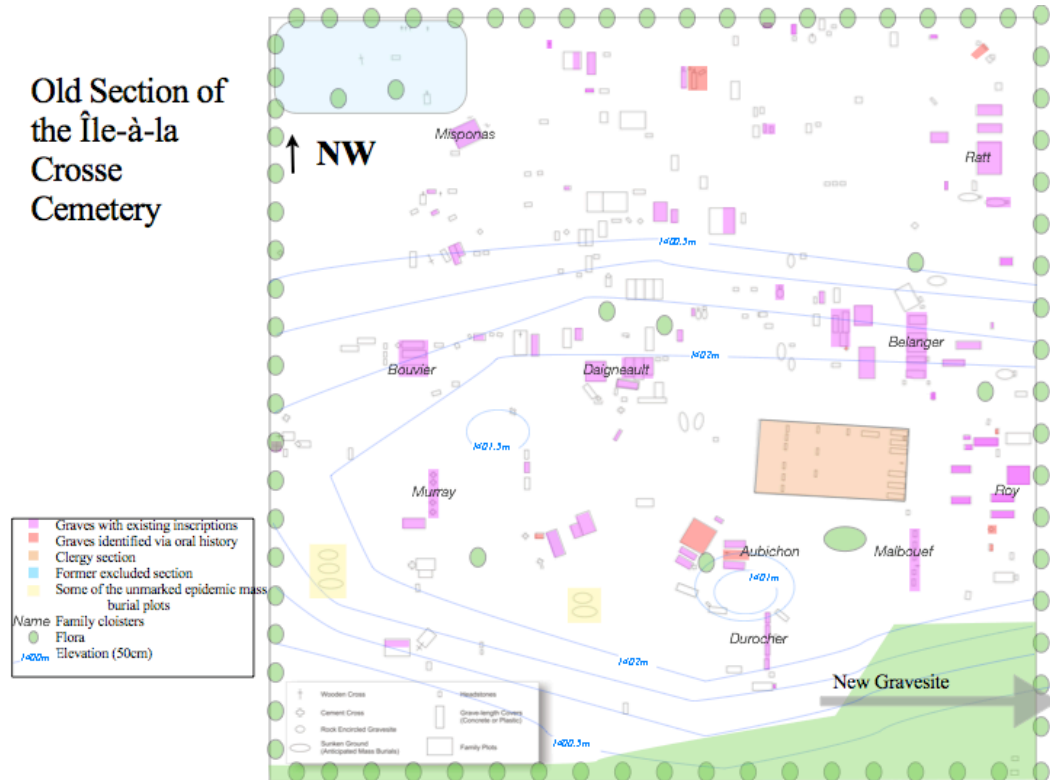 Old Section of
the Île-à-la
Crosse
Cemetery
NW
Misponas
Ratt
1400.5m
Belanger
1402m
Bouvier
Daigneault
1401.5m
Murray
Roy
Aubichon
Malbouef
1401m
Durocher
1402m
New Gravesite
1400.5m
Graves with existing inscriptions
Graves identified via oral history
Clergy section
Former excluded section
Some of the unmarked epidemic mass
burial plots
Name Family cloisters
Flora
1400m Elevation (50cm)
Wooden Cross
Cement Cross
Rock Encircled Gravesite
Sunken Ground
(Anticipated Mass Burials)
Headstones
Grave-length Covers
(Concrete or Plastic)
Family Plots